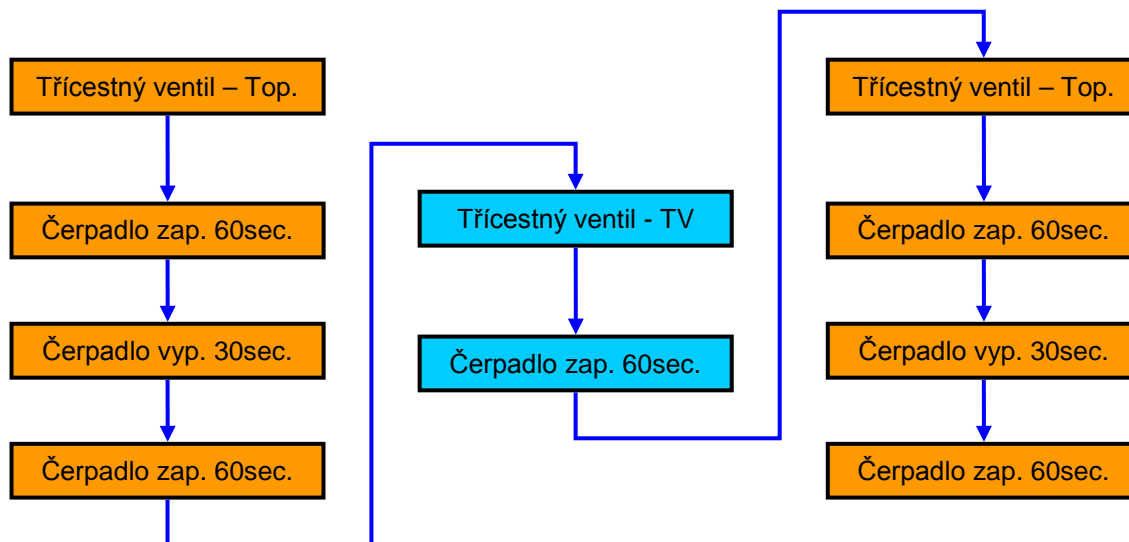 Třícestný ventil – Top.
Čerpadlo zap. 60sec.
Čerpadlo vyp. 30sec.
Čerpadlo zap. 60sec.
Třícestný ventil - TV
Čerpadlo zap. 60sec.
Třícestný ventil – Top.
Čerpadlo zap. 60sec.
Čerpadlo vyp. 30sec.
Čerpadlo zap. 60sec.